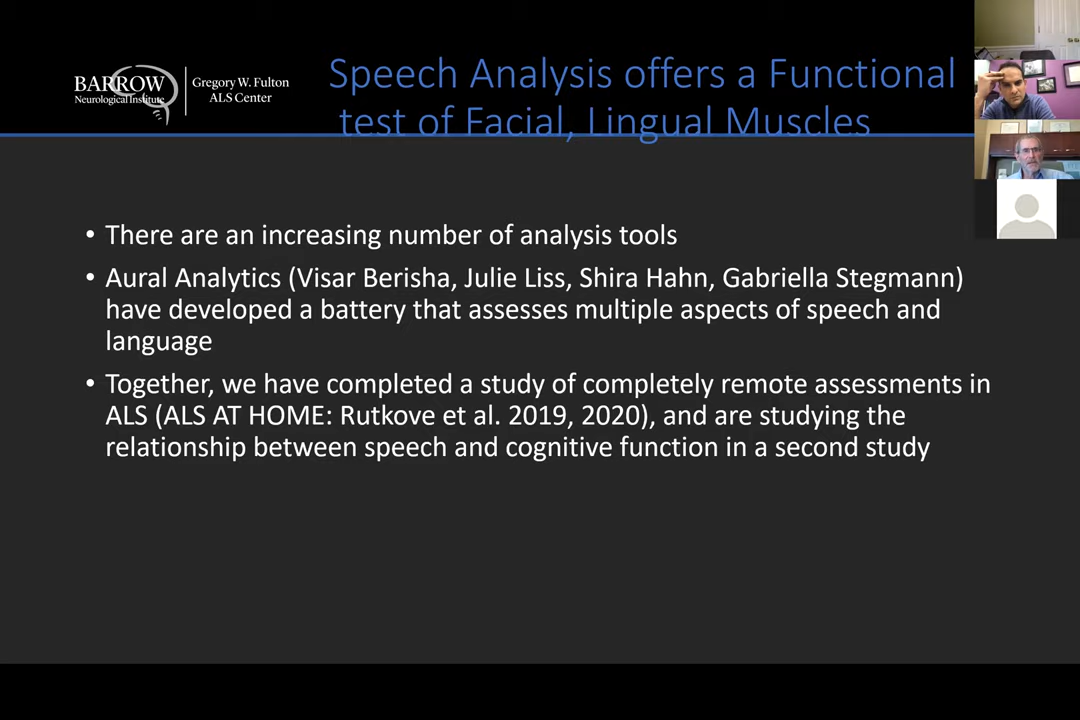 BARROW
Neurological Institute
Gregory W. Fulton
ALS Center
Speech Analysis offers a Functional
test of Facial, Lingual Muscles
• There are an increasing number of analysis tools
• Aural Analytics (Visar Berisha, Julie Liss, Shira Hahn, Gabriella Stegmann)
have developed a battery that assesses multiple aspects of speech and
language
• Together, we have completed a study of completely remote assessments in
ALS (ALS AT HOME: Rutkove et al. 2019, 2020), and are studying the
relationship between speech and cognitive function in a second study